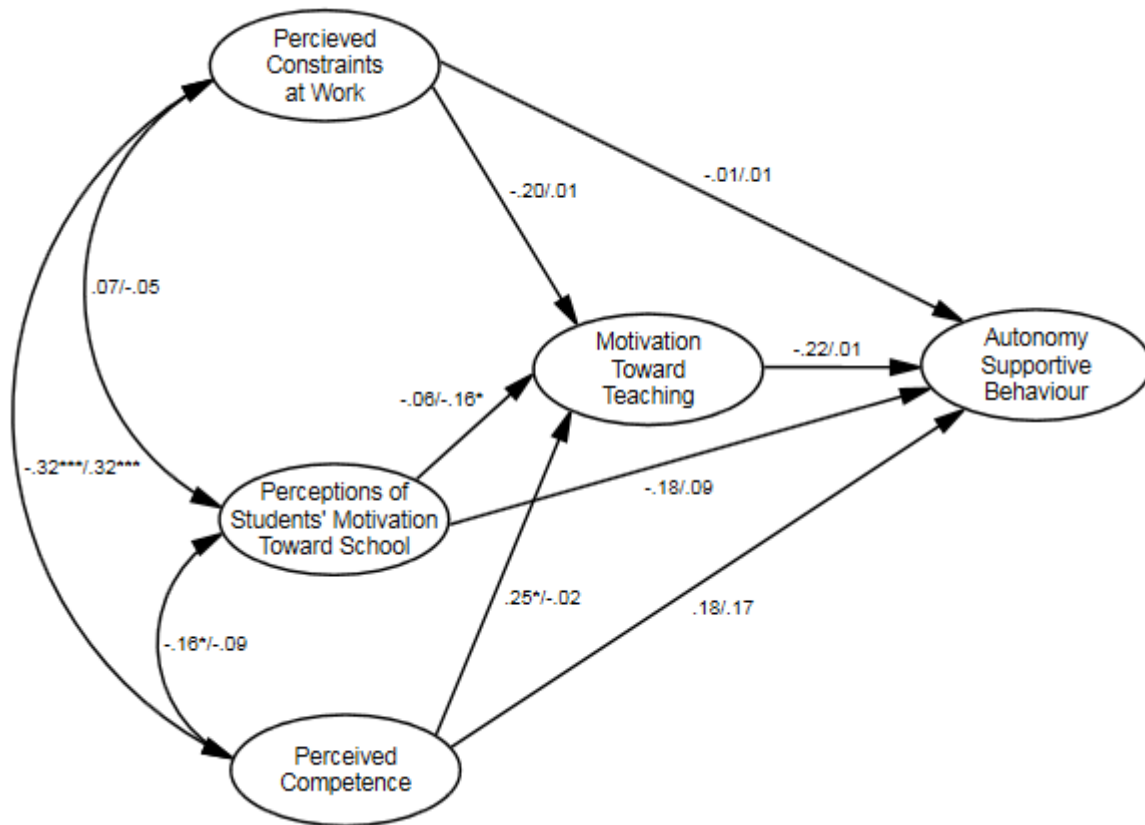 Percieved
Constraints
at Work
-.01/.01
-.20/.01
.07/-.05
Motivation
Toward
Teaching
-.22/.01
Autonomy
Supportive
Behaviour
-.06/-.16*
-.32***/.32***
Perceptions of
Students' Motivation
Toward School
-.18/.09
.25*/-.02
.18/.17
-.16*/-.09
Perceived
Competence